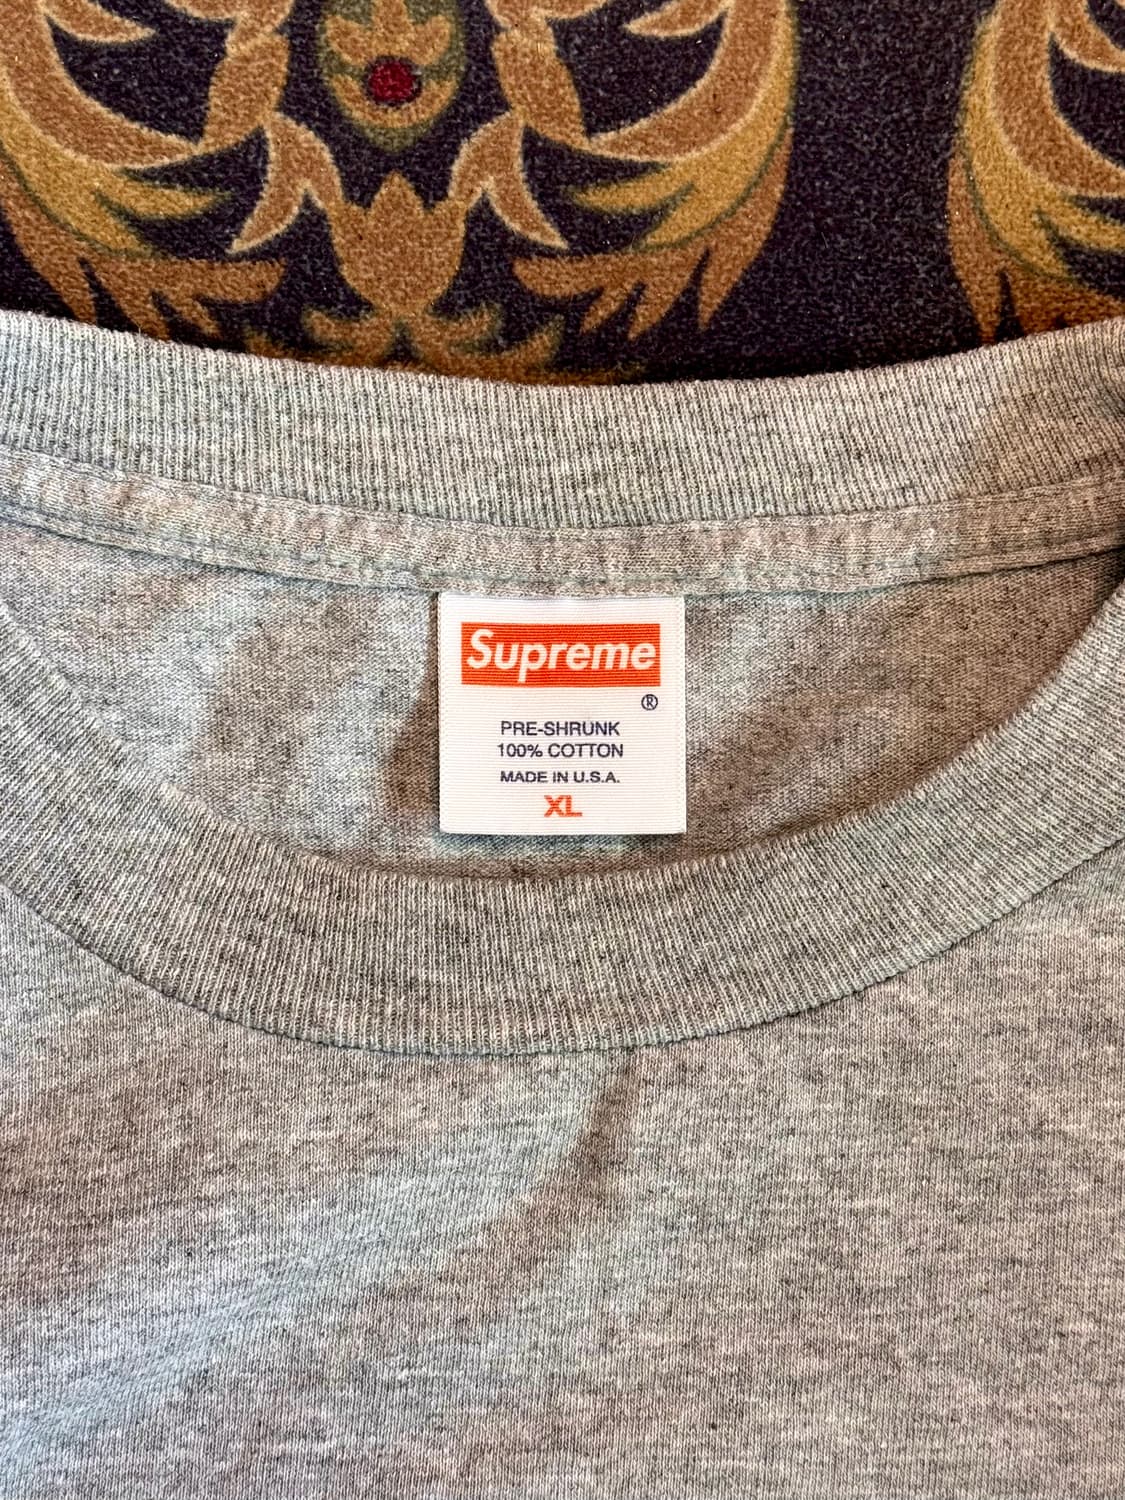 Supreme
®
PRE-SHRUNK
100% COTTON
MADE IN U.S.A.
XL